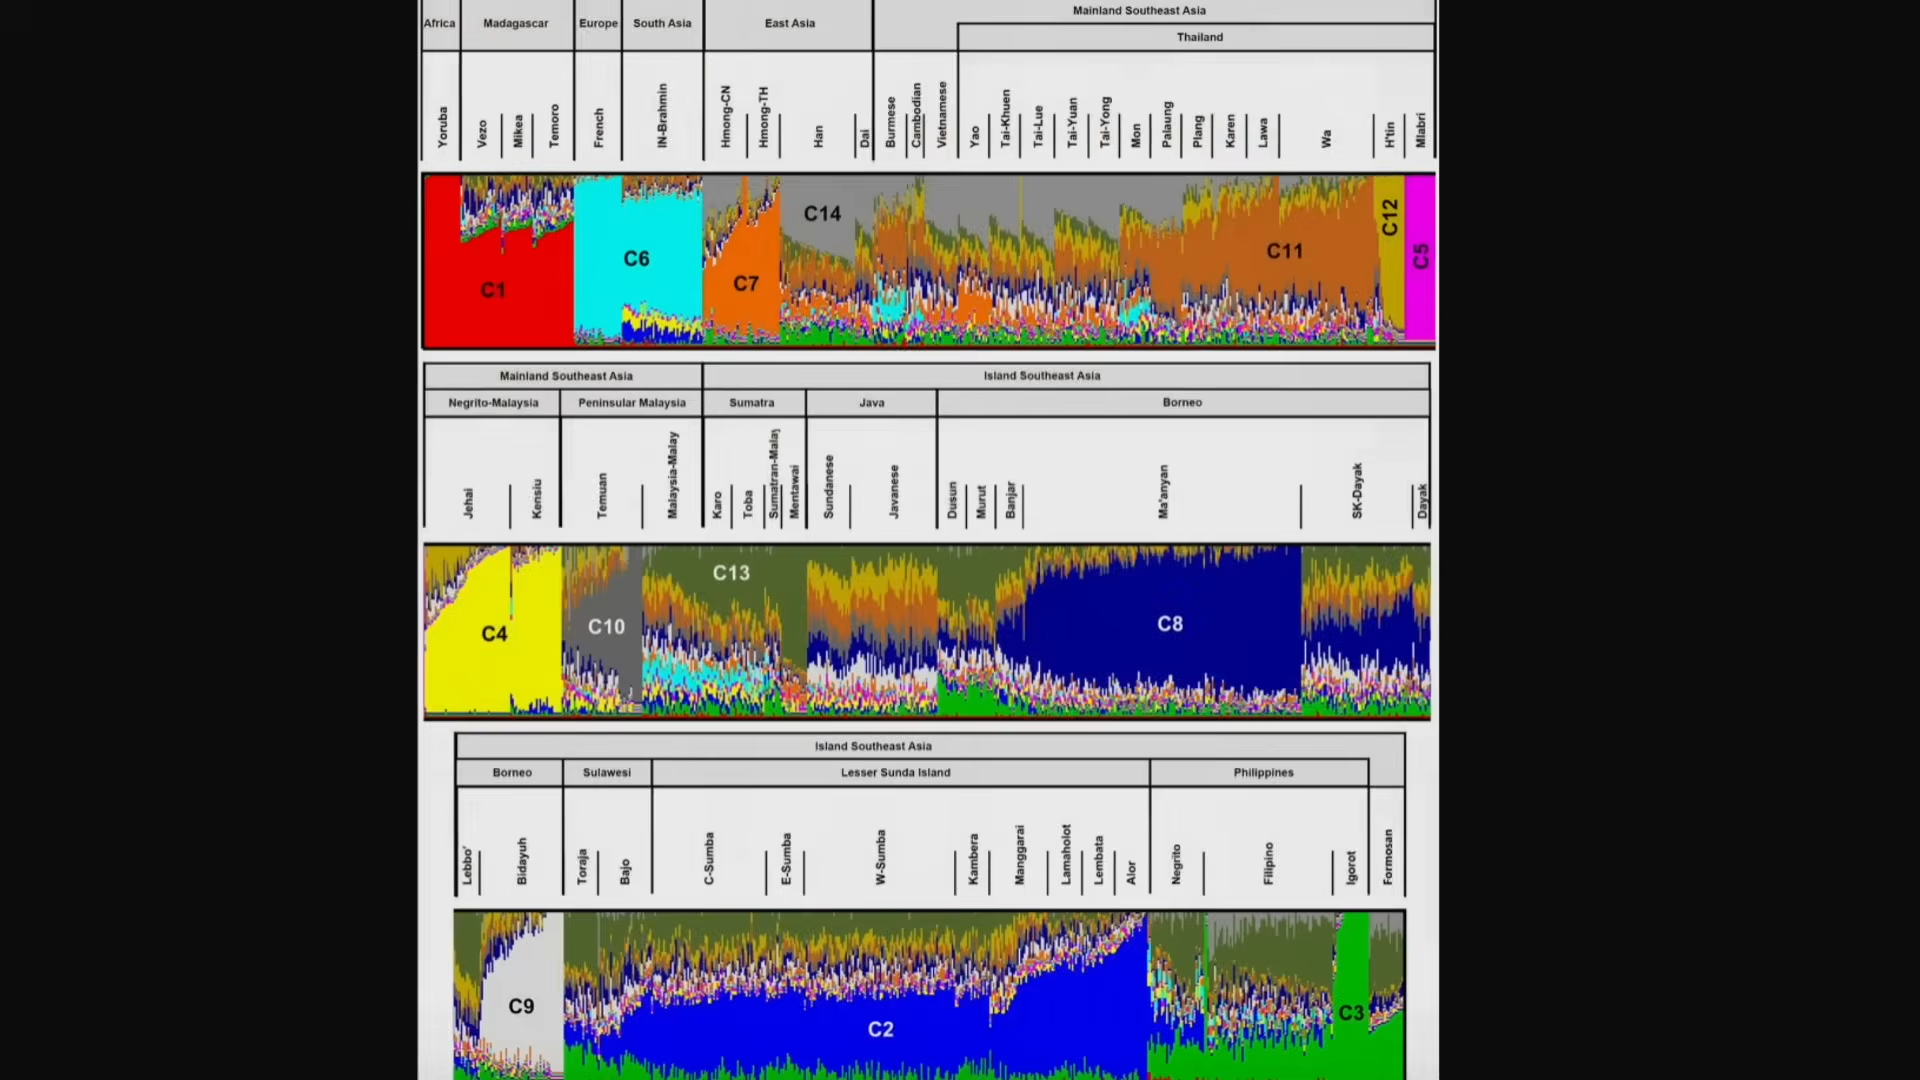 Mainland Southeast Asia
Africa Madagascar Europe South Asia East Asia
Thailand
Yoruba Vezo Mikea Temoro French IN-Brahmin Hmong-CN Hmong-TH Han Dai Burmese Cambodian Vietnamese Yao Tai-Khuen Tai-Lue Tai-Yuan Tai-Yong Mon Palaung Plang Karen Lawa Wa H'tin Mlabri
C1 C6 C7 C14 C11 C12 C5
Mainland Southeast Asia Island Southeast Asia
Negrito-Malaysia Peninsular Malaysia Sumatra Java Borneo
Jehai Kensiu Temuan Malaysia-Malay Karo Toba Sumatran-Malay Mentawai Sundanese Javanese Dusun Murut Banjar Ma'anyan SK-Dayak Dayak
C4 C10 C13 C8
Island Southeast Asia
Borneo Sulawesi Lesser Sunda Island Philippines
Lebbo' Bidayuh Toraja Bajo C-Sumba E-Sumba W-Sumba Kambera Manggarai Lamaholot Lembata Alor Negrito Filipino Igorot Formosan
C9 C2 C3